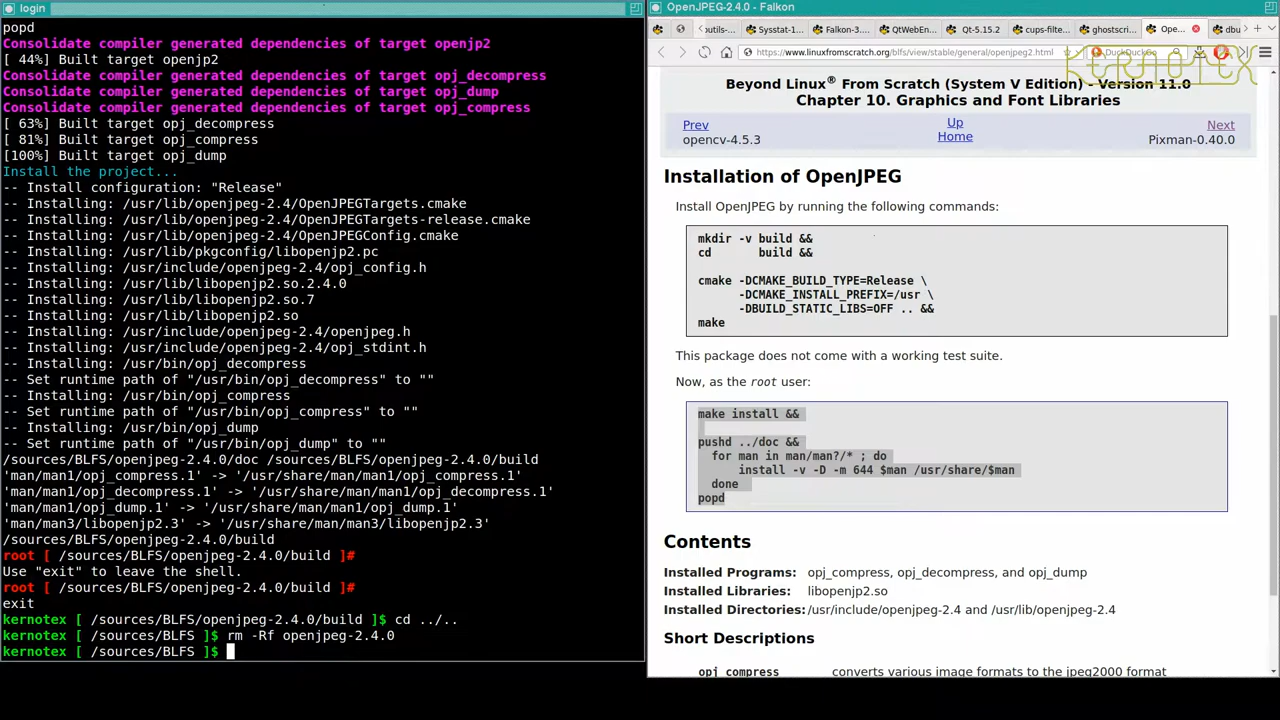 login
popd
Consolidate compiler generated dependencies of target openjp2
[ 44%] Built target openjp2
Consolidate compiler generated dependencies of target opj_decompress
Consolidate compiler generated dependencies of target opj_dump
Consolidate compiler generated dependencies of target opj_compress
[ 63%] Built target opj_decompress
[ 81%] Built target opj_compress
[100%] Built target opj_dump
Install the project...
-- Install configuration: "Release"
-- Installing: /usr/lib/openjpeg-2.4/OpenJPEGTargets.cmake
-- Installing: /usr/lib/openjpeg-2.4/OpenJPEGTargets-release.cmake
-- Installing: /usr/lib/openjpeg-2.4/OpenJPEGConfig.cmake
-- Installing: /usr/lib/pkgconfig/libopenjp2.pc
-- Installing: /usr/include/openjpeg-2.4/opj_config.h
-- Installing: /usr/lib/libopenjp2.so.2.4.0
-- Installing: /usr/lib/libopenjp2.so.7
-- Installing: /usr/lib/libopenjp2.so
-- Installing: /usr/include/openjpeg-2.4/openjpeg.h
-- Installing: /usr/include/openjpeg-2.4/opj_stdint.h
-- Installing: /usr/bin/opj_decompress
-- Set runtime path of "/usr/bin/opj_decompress" to ""
-- Installing: /usr/bin/opj_compress
-- Set runtime path of "/usr/bin/opj_compress" to ""
-- Installing: /usr/bin/opj_dump
-- Set runtime path of "/usr/bin/opj_dump" to ""
/sources/BLFS/openjpeg-2.4.0/doc /sources/BLFS/openjpeg-2.4.0/build
'man/man1/opj_compress.1' -> '/usr/share/man/man1/opj_compress.1'
'man/man1/opj_decompress.1' -> '/usr/share/man/man1/opj_decompress.1'
'man/man1/opj_dump.1' -> '/usr/share/man/man1/opj_dump.1'
'man/man3/libopenjp2.3' -> '/usr/share/man/man3/libopenjp2.3'
/sources/BLFS/openjpeg-2.4.0/build
root [ /sources/BLFS/openjpeg-2.4.0/build ]#
Use "exit" to leave the shell.
root [ /sources/BLFS/openjpeg-2.4.0/build ]#
exit
kernotex [ /sources/BLFS/openjpeg-2.4.0/build ]$ cd ../..
kernotex [ /sources/BLFS ]$ rm -Rf openjpeg-2.4.0
kernotex [ /sources/BLFS ]$
OpenJPEG-2.4.0 - Falkon
outils- Sysstat-1... Falkon-3... QtWebEn... Qt-5.15.2 cups-filte... ghostscri... Ope... dbu
https://www.linuxfromscratch.org/blfs/view/stable/general/openjpeg2.html DuckDuckGo
KERNOTEX
Beyond Linux® From Scratch (System V Edition) - Version 11.0
Chapter 10. Graphics and Font Libraries
Prev Up Next
opencv-4.5.3 Home Pixman-0.40.0
Installation of OpenJPEG
Install OpenJPEG by running the following commands:
mkdir -v build &&
cd build &&
cmake -DCMAKE_BUILD_TYPE=Release \
-DCMAKE_INSTALL_PREFIX=/usr \
-DBUILD_STATIC_LIBS=OFF .. &&
make
This package does not come with a working test suite.
Now, as the root user:
make install &&
pushd ../doc &&
for man in man/man?/* ; do
install -v -D -m 644 $man /usr/share/$man
done
popd
Contents
Installed Programs: opj_compress, opj_decompress, and opj_dump
Installed Libraries: libopenjp2.so
Installed Directories: /usr/include/openjpeg-2.4 and /usr/lib/openjpeg-2.4
Short Descriptions
opj_compress converts various image formats to the jpeg2000 format